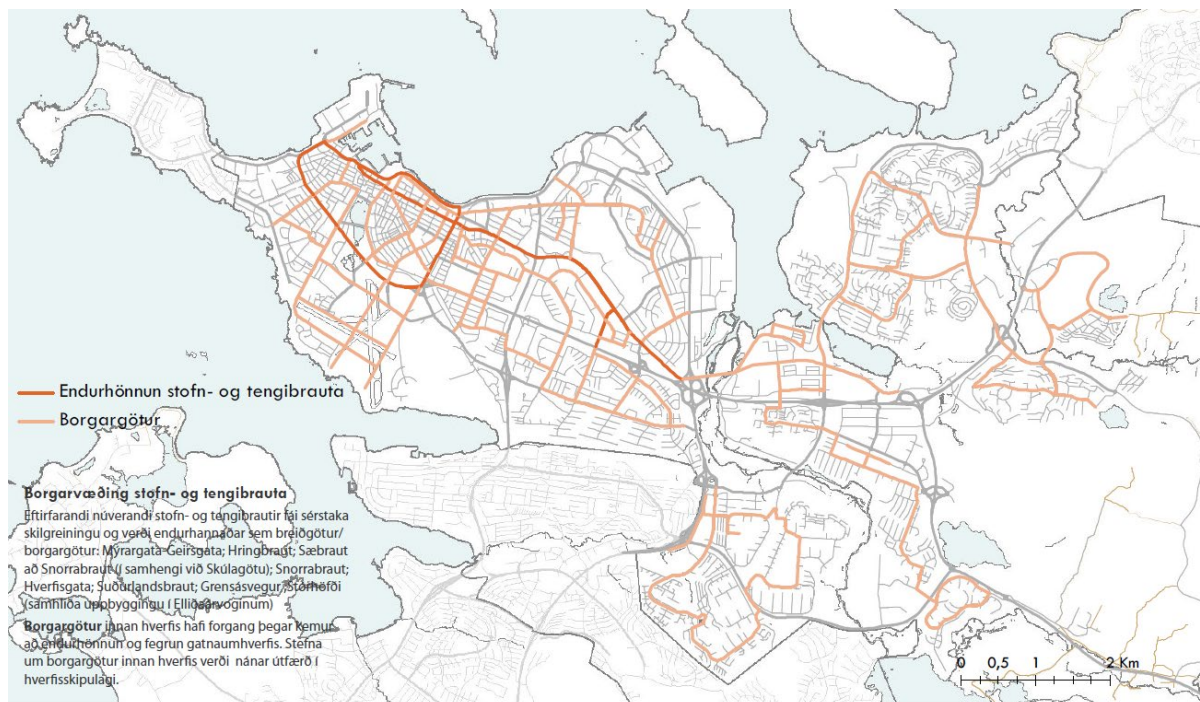 Endurhönnun stofn- og tengibrauta
Borgargötur
Borgarvæðing stofn- og tengibrauta
Eftirfarandi núverandi stofn- og tengibrautir fái sérstaka
skilgreiningu og verði endurhannaðar sem breiðgötur/
borgargötur: Mýrargata-Geirsgata; Hringbraut; Sæbraut
að Snorrabraut (í samhengi við Skúlagötu); Snorrabraut;
Hverfisgata; Suðurlandsbraut; Grensásvegur; Stórhöfði
(samhliða uppbyggingu í Elliðaárvoginum)
Borgargötur innan hverfis hafi forgang þegar kemur
að endurhönnun og fegrun gatnaumhverfis. Stefna
um borgargötur innan hverfis verði nánar útfærð í
hverfisskipulagi.
0 0,5 1 2 Km